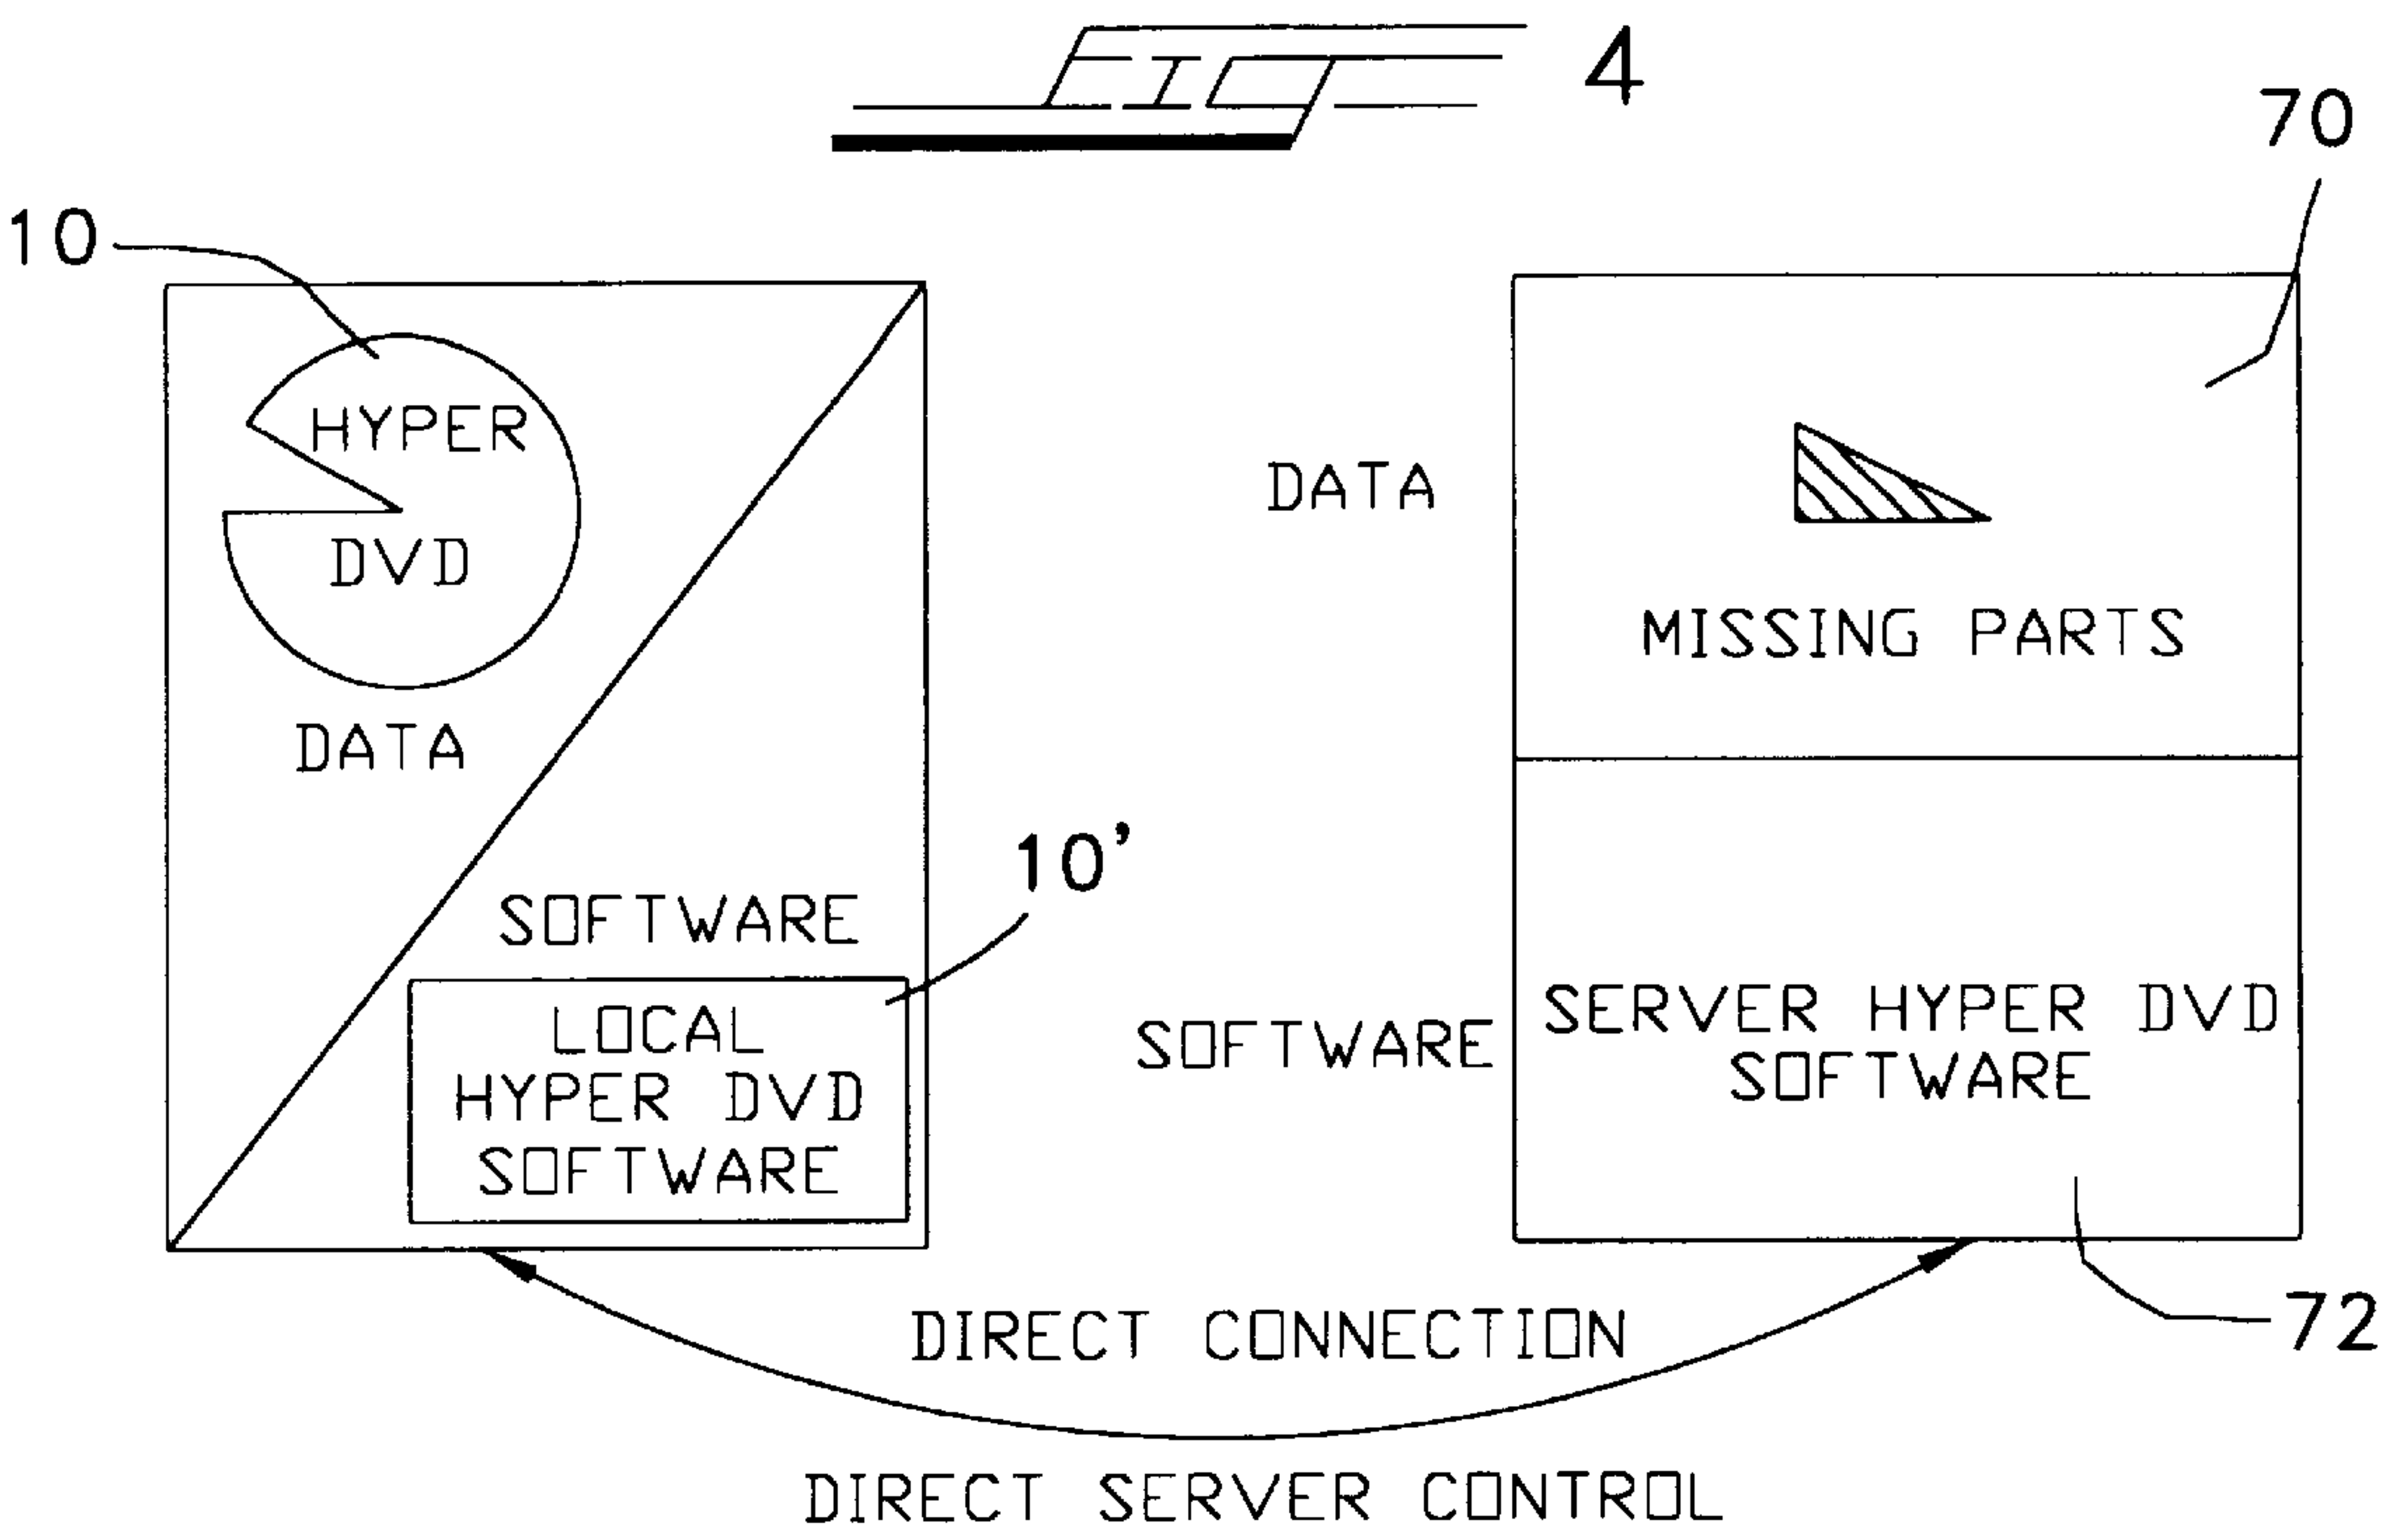 FIG 4
10
70
HYPER
DVD
DATA
DATA
MISSING PARTS
10'
SOFTWARE
LOCAL
HYPER DVD
SOFTWARE
SOFTWARE
SERVER HYPER DVD
SOFTWARE
72
DIRECT CONNECTION
DIRECT SERVER CONTROL